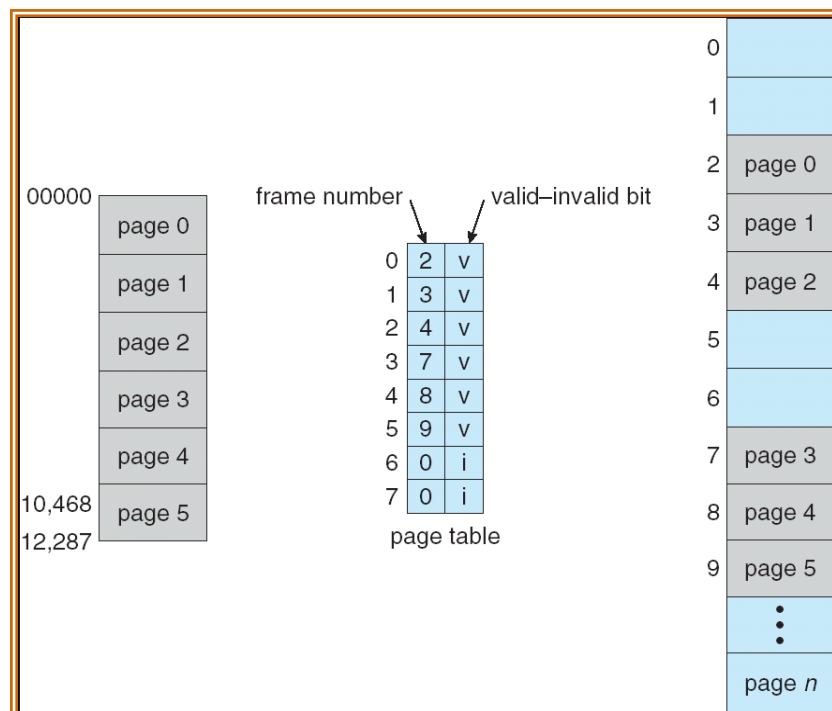 00000
page 0
page 1
page 2
page 3
page 4
10,468
page 5
12,287
frame number
valid–invalid bit
0 2 v
1 3 v
2 4 v
3 7 v
4 8 v
5 9 v
6 0 i
7 0 i
page table
0
1
2 page 0
3 page 1
4 page 2
5
6
7 page 3
8 page 4
9 page 5
page n